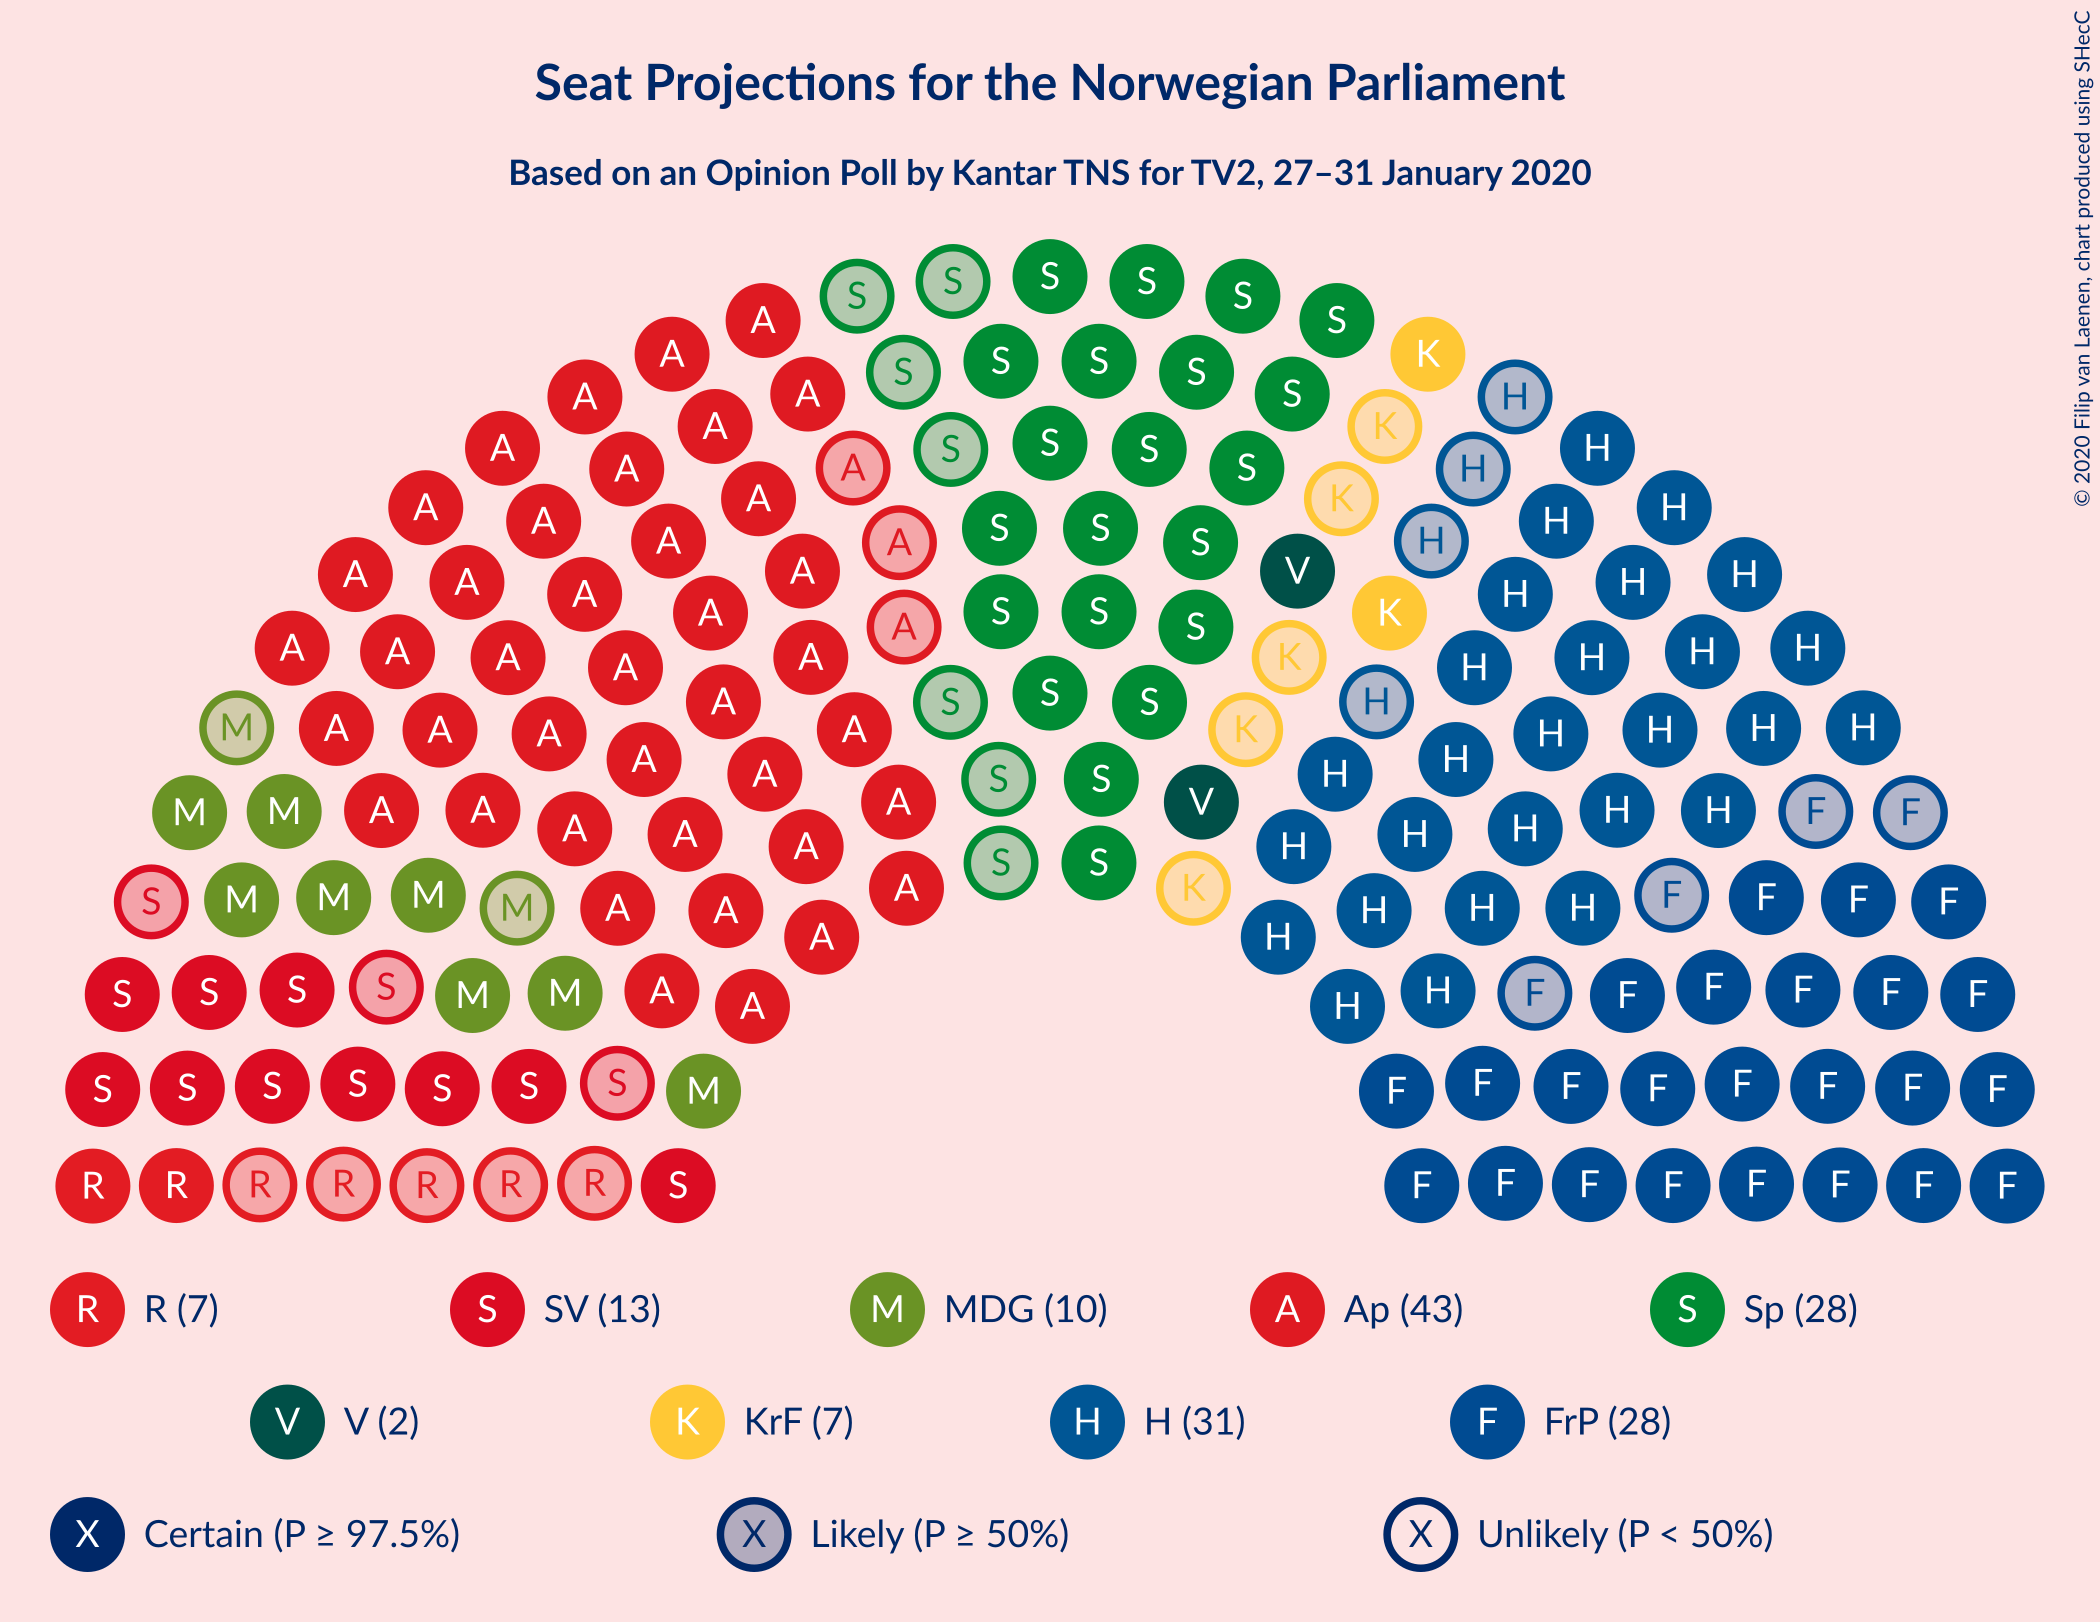 Seat Projections for the Norwegian Parliament
Based on an Opinion Poll by Kantar TNS for TV2, 27–31 January 2020
© 2020 Filip van Laenen, chart produced using SHecC
S S S S S S
A S S S S S K
A A A S S S S K H
A A A A K H H
A A A A S S S V H H H
A A A A A A S S S K H H H H
A A A A A A S S S K H H H H H
M A A A A A A S S V K H H H H H H
M M A A A A A A S S K H H H H H F F
S M M M M A A A A H H H H F F F F
S S S S M M A A H H F F F F F F
S S S S S S S M F F F F F F F F
R R R R R R R S F F F F F F F F
R R (7) S SV (13) M MDG (10) A Ap (43) S Sp (28)
V V (2) K KrF (7) H H (31) F FrP (28)
X Certain (P ≥ 97.5%) X Likely (P ≥ 50%) X Unlikely (P < 50%)